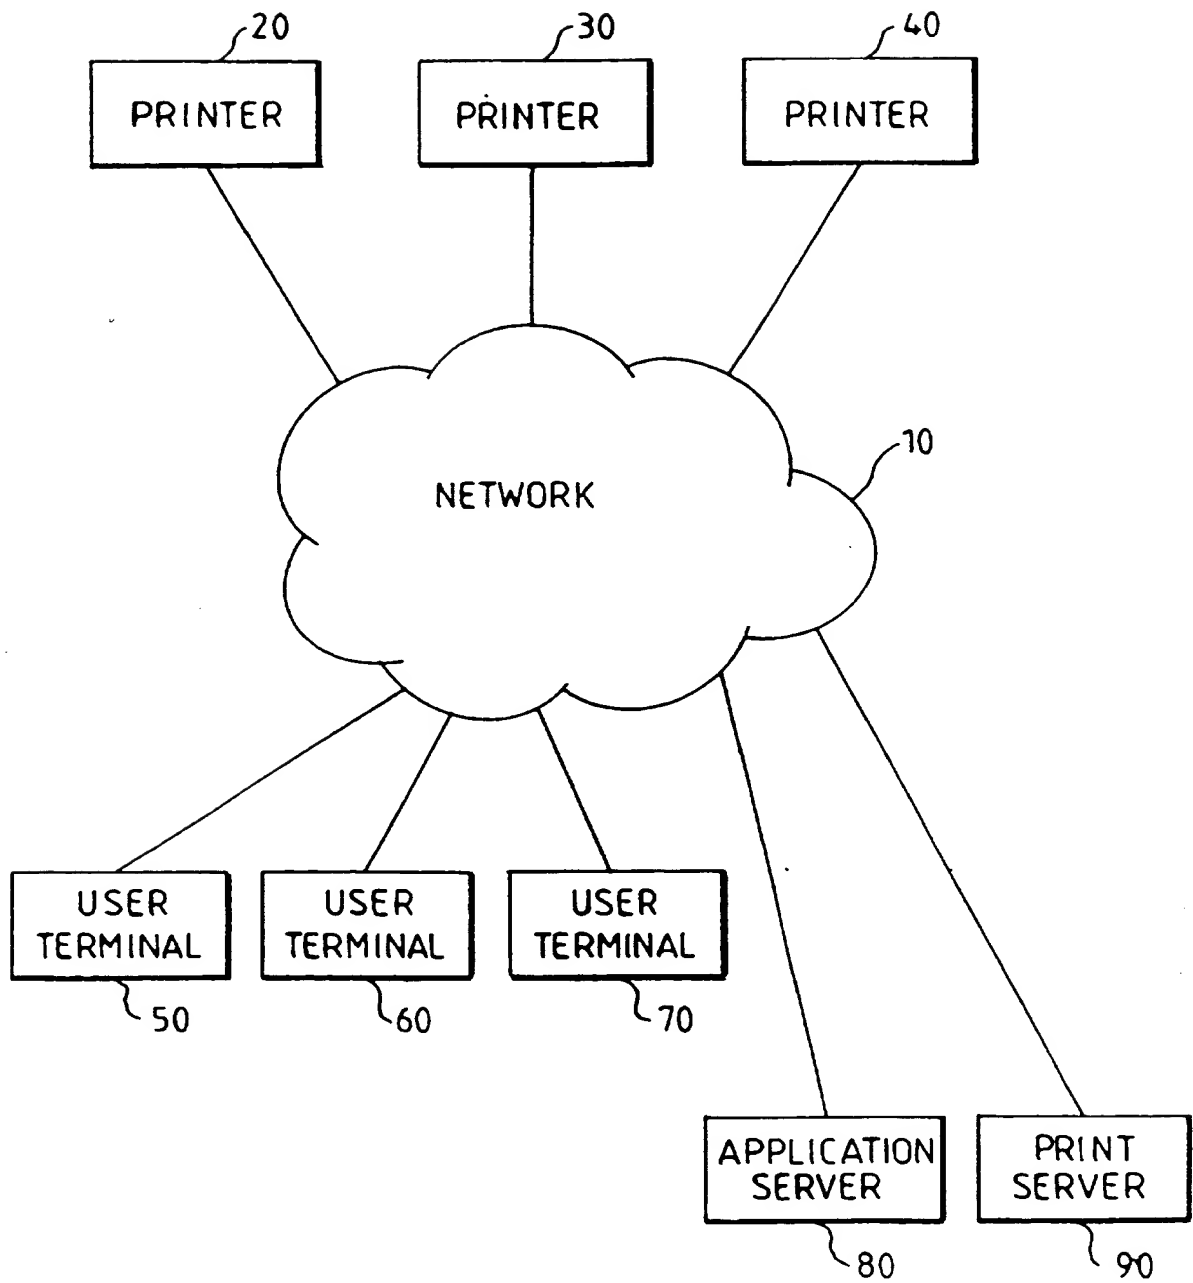 20
30
40
PRINTER
PRINTER
PRINTER
10
NETWORK
USER
TERMINAL
USER
TERMINAL
USER
TERMINAL
50
60
70
APPLICATION
SERVER
PRINT
SERVER
80
90